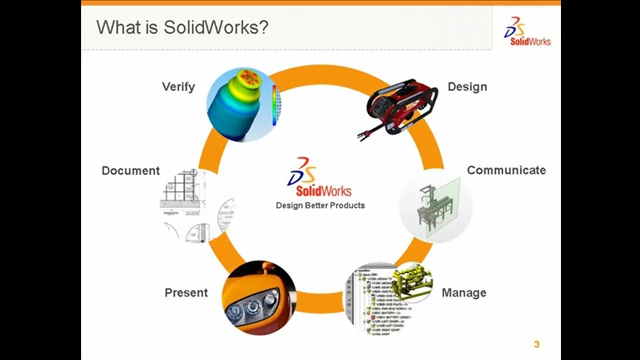 What is SolidWorks?
SolidWorks
Verify
Design
Document
Communicate
SolidWorks
Design Better Products
Present
Manage
3